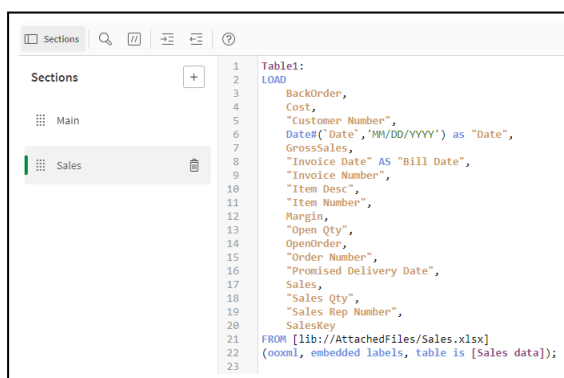 Sections
Sections
Main
Sales
1 Table1:
2 LOAD
3 BackOrder,
4 Cost,
5 "Customer Number",
6 Date#(`Date`,'MM/DD/YYYY') as "Date",
7 GrossSales,
8 "Invoice Date" AS "Bill Date",
9 "Invoice Number",
10 "Item Desc",
11 "Item Number",
12 Margin,
13 "Open Qty",
14 OpenOrder,
15 "Order Number",
16 "Promised Delivery Date",
17 Sales,
18 "Sales Qty",
19 "Sales Rep Number",
20 SalesKey
21 FROM [lib://AttachedFiles/Sales.xlsx]
22 (ooxml, embedded labels, table is [Sales data]);
23